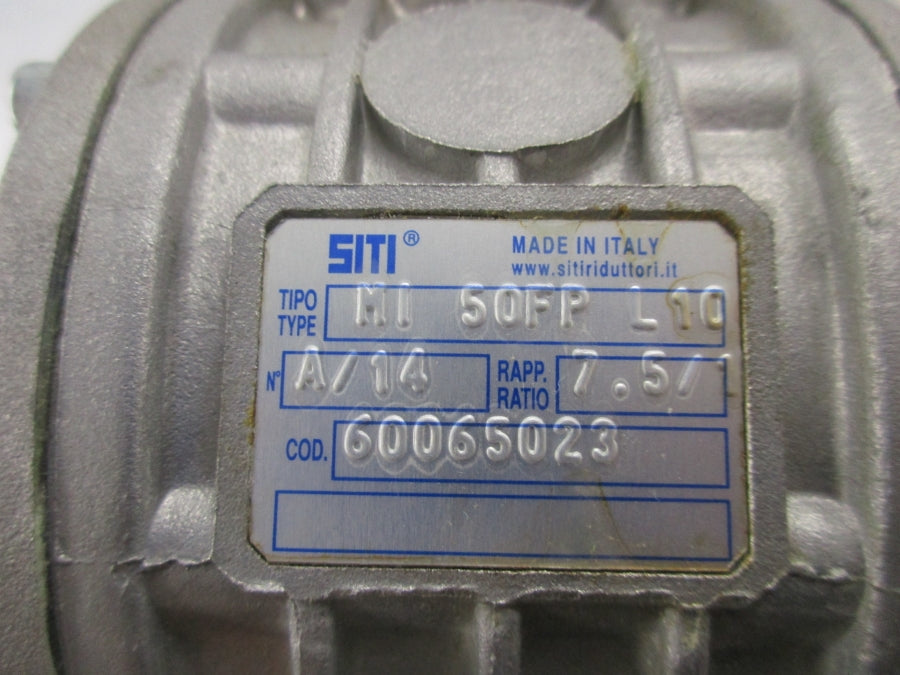 SITI®
MADE IN ITALY
www.sitiriduttori.it
TIPO
TYPE
MI 50FP L10
N° A/14
RAPP.
RATIO
7.5/1
COD. 60065023